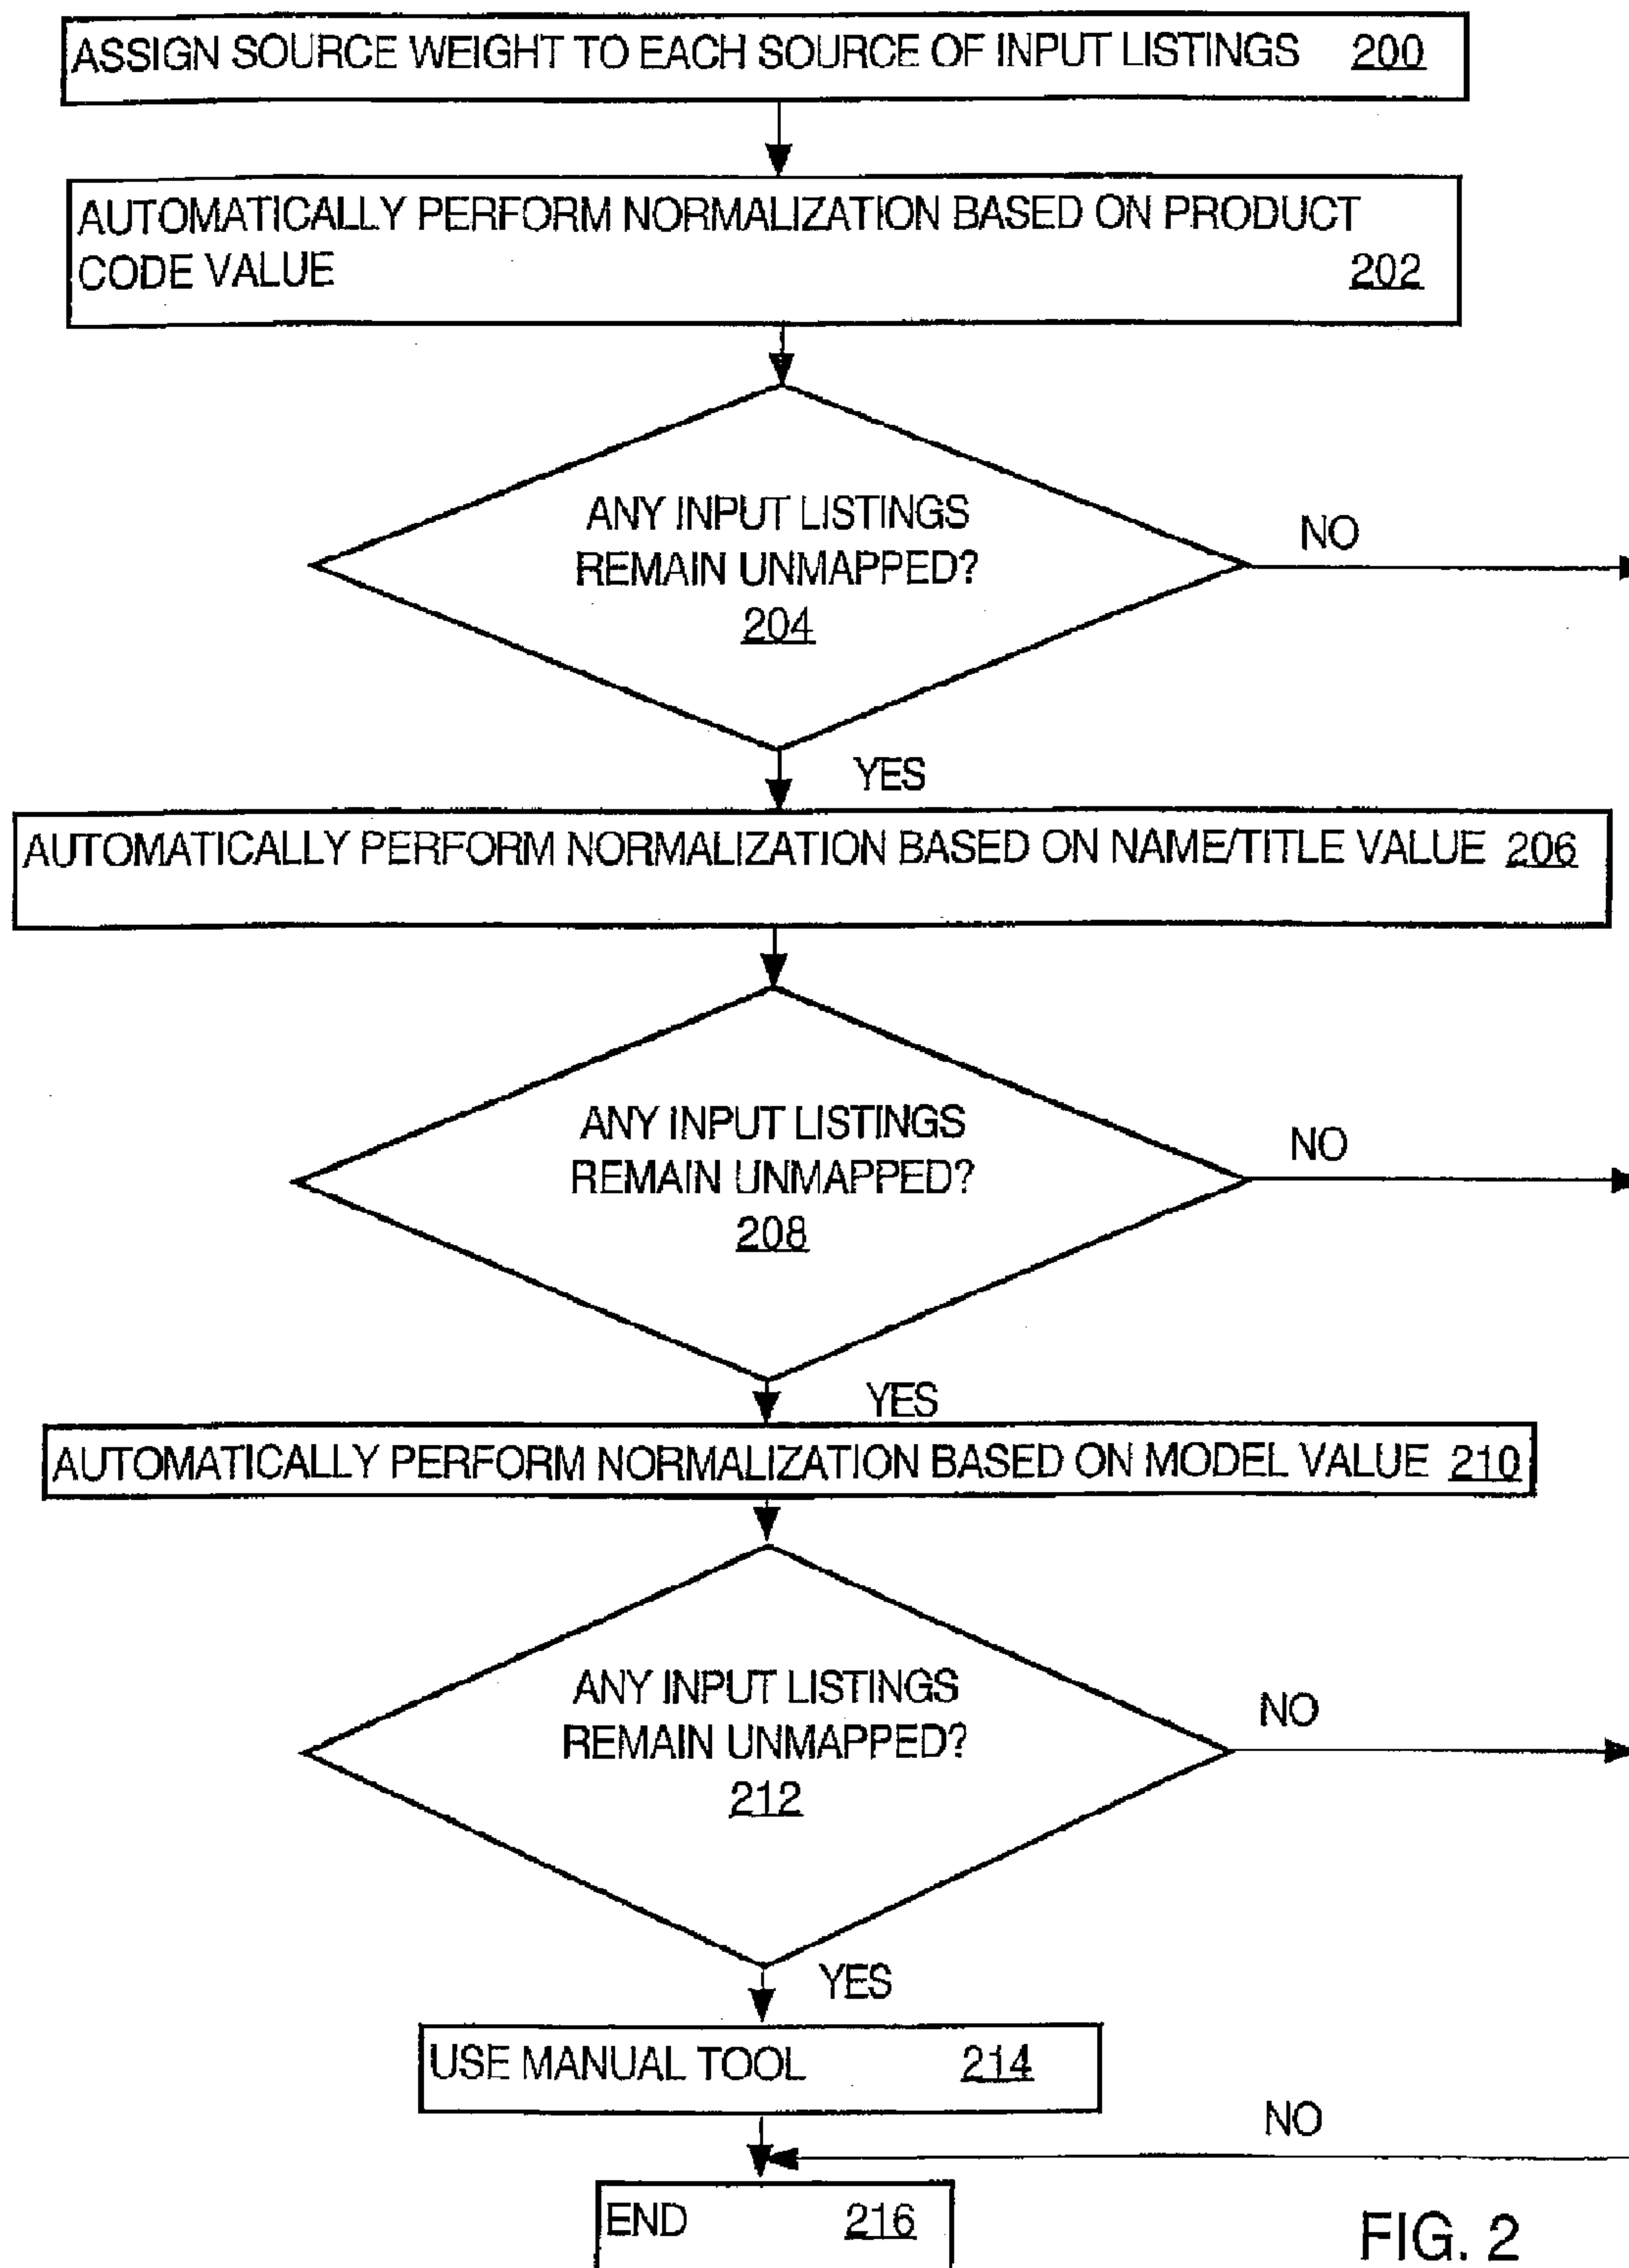 ASSIGN SOURCE WEIGHT TO EACH SOURCE OF INPUT LISTINGS 200
AUTOMATICALLY PERFORM NORMALIZATION BASED ON PRODUCT
CODE VALUE 202
ANY INPUT LISTINGS
REMAIN UNMAPPED?
204
NO
YES
AUTOMATICALLY PERFORM NORMALIZATION BASED ON NAME/TITLE VALUE 206
ANY INPUT LISTINGS
REMAIN UNMAPPED?
208
NO
YES
AUTOMATICALLY PERFORM NORMALIZATION BASED ON MODEL VALUE 210
ANY INPUT LISTINGS
REMAIN UNMAPPED?
212
NO
YES
USE MANUAL TOOL 214
NO
END 216
FIG. 2